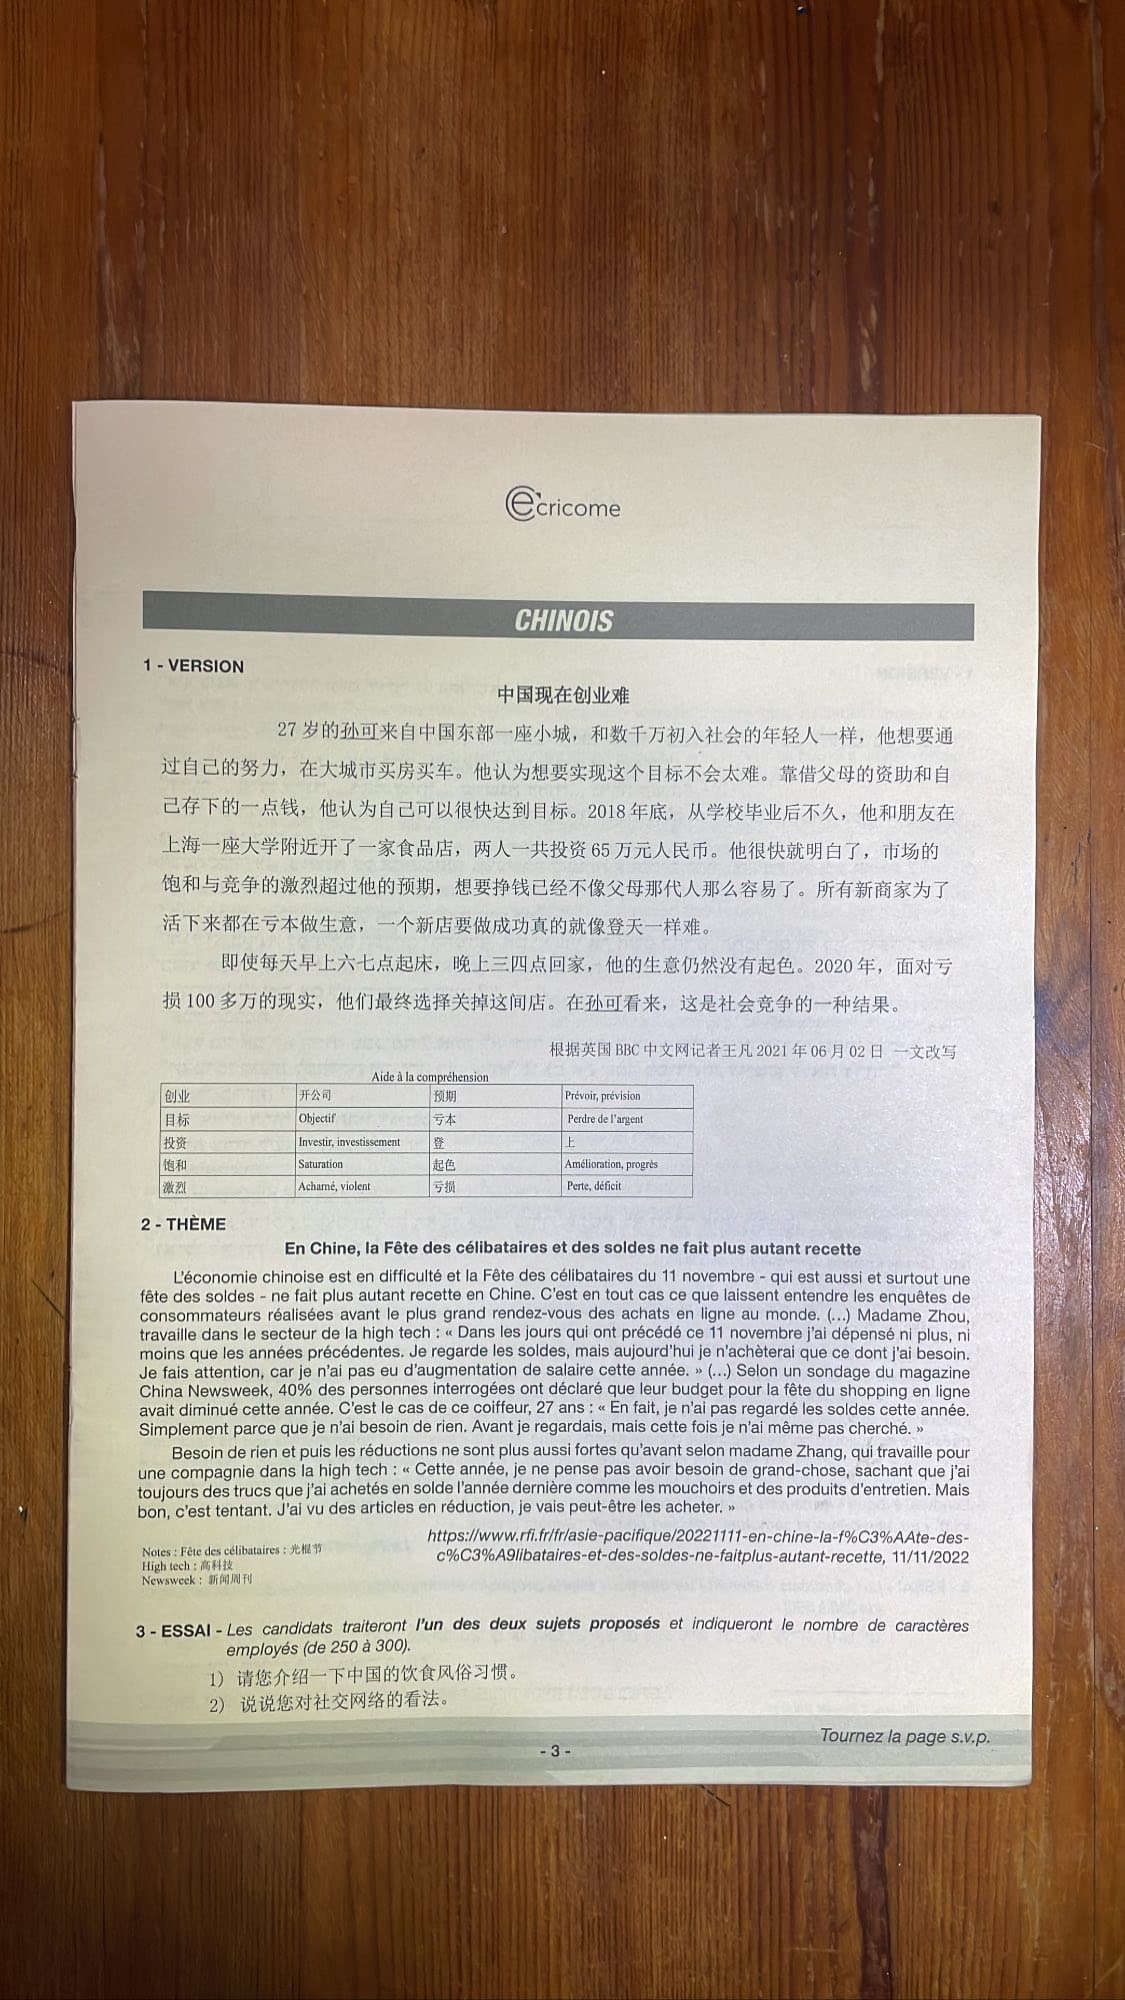 ecricome
CHINOIS
1 - VERSION
中国现在创业难
27 岁的孙可来自中国东部一座小城，和数千万初入社会的年轻人一样，他想要通
过自己的努力，在大城市买房买车。他认为想要实现这个目标不会太难。靠借父母的资助和自
己存下的一点钱，他认为自己可以很快达到目标。2018 年底，从学校毕业后不久，他和朋友在
上海一座大学附近开了一家食品店，两人一共投资 65 万元人民币。他很快就明白了，市场的
饱和与竞争的激烈超过他的预期，想要挣钱已经不像父母那代人那么容易了。所有新商家为了
活下来都在亏本做生意，一个新店要做成功真的就像登天一样难。
即使每天早上六七点起床，晚上三四点回家，他的生意仍然没有起色。2020 年，面对亏
损 100 多万的现实，他们最终选择关掉这间店。在孙可看来，这是社会竞争的一种结果。
根据英国 BBC 中文网记者王凡 2021 年 06 月 02 日 一文改写
Aide à la compréhension
创业 开公司 预期 Prévoir, prévision
目标 Objectif 亏本 Perdre de l'argent
投资 Investir, investissement 登 上
饱和 Saturation 起色 Amélioration, progrès
激烈 Acharné, violent 亏损 Perte, déficit
2 - THÈME
En Chine, la Fête des célibataires et des soldes ne fait plus autant recette
L'économie chinoise est en difficulté et la Fête des célibataires du 11 novembre - qui est aussi et surtout une
fête des soldes - ne fait plus autant recette en Chine. C'est en tout cas ce que laissent entendre les enquêtes de
consommateurs réalisées avant le plus grand rendez-vous des achats en ligne au monde. (...) Madame Zhou,
travaille dans le secteur de la high tech : « Dans les jours qui ont précédé ce 11 novembre j'ai dépensé ni plus, ni
moins que les années précédentes. Je regarde les soldes, mais aujourd'hui je n'achèterai que ce dont j'ai besoin.
Je fais attention, car je n'ai pas eu d'augmentation de salaire cette année. » (...) Selon un sondage du magazine
China Newsweek, 40% des personnes interrogées ont déclaré que leur budget pour la fête du shopping en ligne
avait diminué cette année. C'est le cas de ce coiffeur, 27 ans : « En fait, je n'ai pas regardé les soldes cette année.
Simplement parce que je n'ai besoin de rien. Avant je regardais, mais cette fois je n'ai même pas cherché. »
Besoin de rien et puis les réductions ne sont plus aussi fortes qu'avant selon madame Zhang, qui travaille pour
une compagnie dans la high tech : « Cette année, je ne pense pas avoir besoin de grand-chose, sachant que j'ai
toujours des trucs que j'ai achetés en solde l'année dernière comme les mouchoirs et des produits d'entretien. Mais
bon, c'est tentant. J'ai vu des articles en réduction, je vais peut-être les acheter. »
https://www.rfi.fr/fr/asie-pacifique/20221111-en-chine-la-f%C3%AAte-des-
c%C3%A9libataires-et-des-soldes-ne-faitplus-autant-recette, 11/11/2022
Notes : Fête des célibataires : 光棍节
High tech : 高科技
Newsweek : 新闻周刊
3 - ESSAI - Les candidats traiteront l'un des deux sujets proposés et indiqueront le nombre de caractères
employés (de 250 à 300).
1) 请您介绍一下中国的饮食风俗习惯。
2) 说说您对社交网络的看法。
Tournez la page s.v.p.
- 3 -